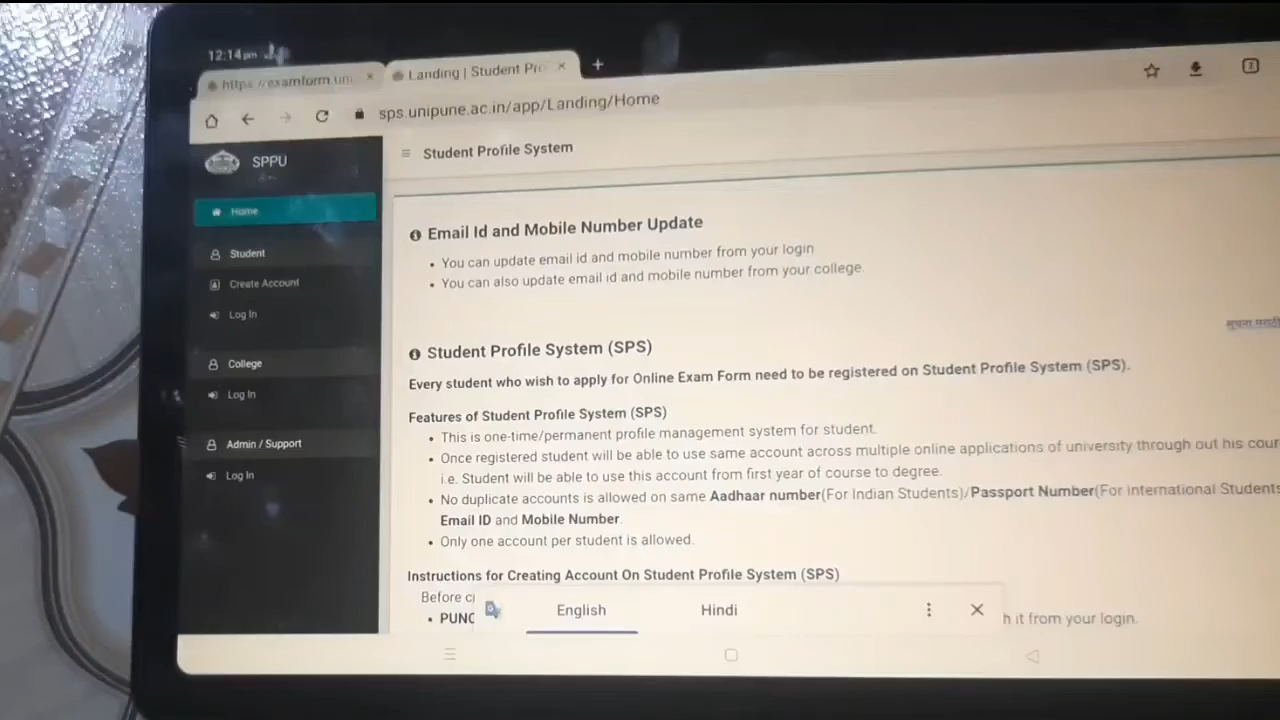 12:14pm
https://examform.uni
Landing | Student Pro
sps.unipune.ac.in/app/Landing/Home
SPPU
Student Profile System
Home
Student
Create Account
Log In
College
Log In
Admin / Support
Log In
Email Id and Mobile Number Update
• You can update email id and mobile number from your login
• You can also update email id and mobile number from your college.
सूचना मराठी
Student Profile System (SPS)
Every student who wish to apply for Online Exam Form need to be registered on Student Profile System (SPS).
Features of Student Profile System (SPS)
• This is one-time/permanent profile management system for student.
• Once registered student will be able to use same account across multiple online applications of university through out his cour
i.e. Student will be able to use this account from first year of course to degree.
• No duplicate accounts is allowed on same Aadhaar number(For Indian Students)/Passport Number(For international Students
Email ID and Mobile Number.
• Only one account per student is allowed.
Instructions for Creating Account On Student Profile System (SPS)
Before c
• PUNC
h it from your login.
English
Hindi